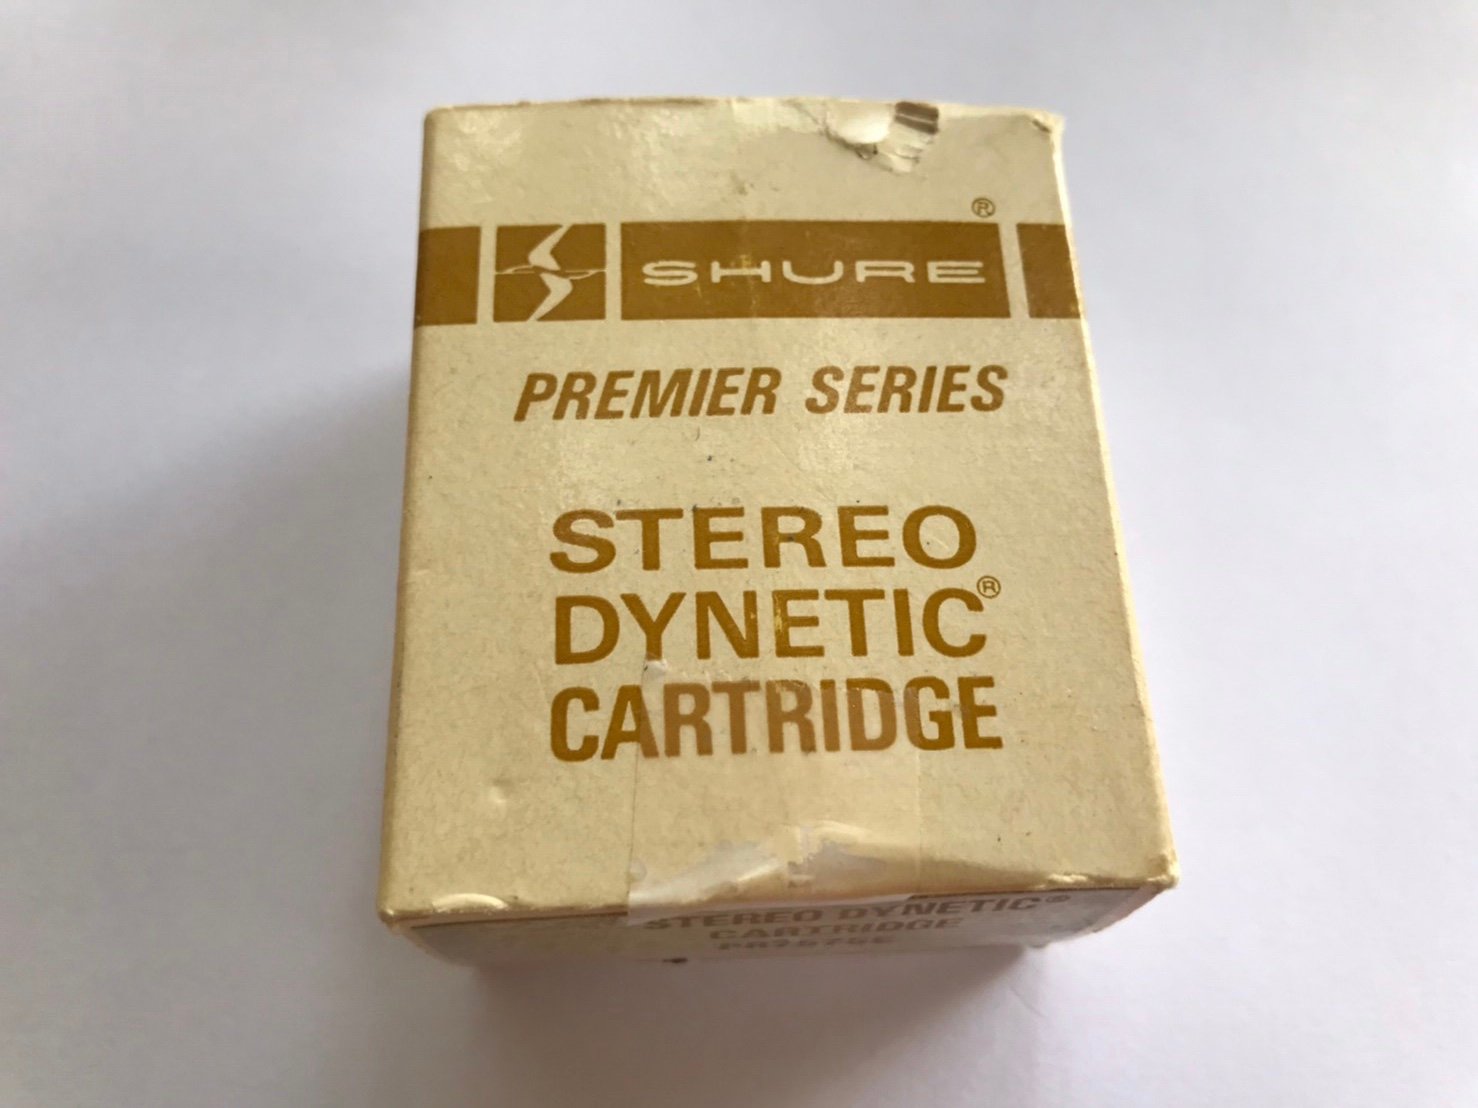 SHURE®
PREMIER SERIES
STEREO
DYNETIC®
CARTRIDGE
STEREO DYNETIC®
CARTRIDGE